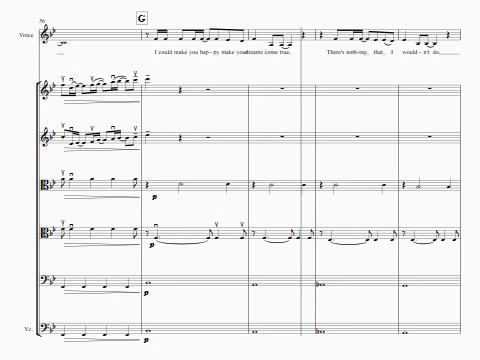 56
G
Voice
I could make you hap - py make your dreams come true. There's noth - ing, that, I would - n't do.
p
p
p
Vc.
p